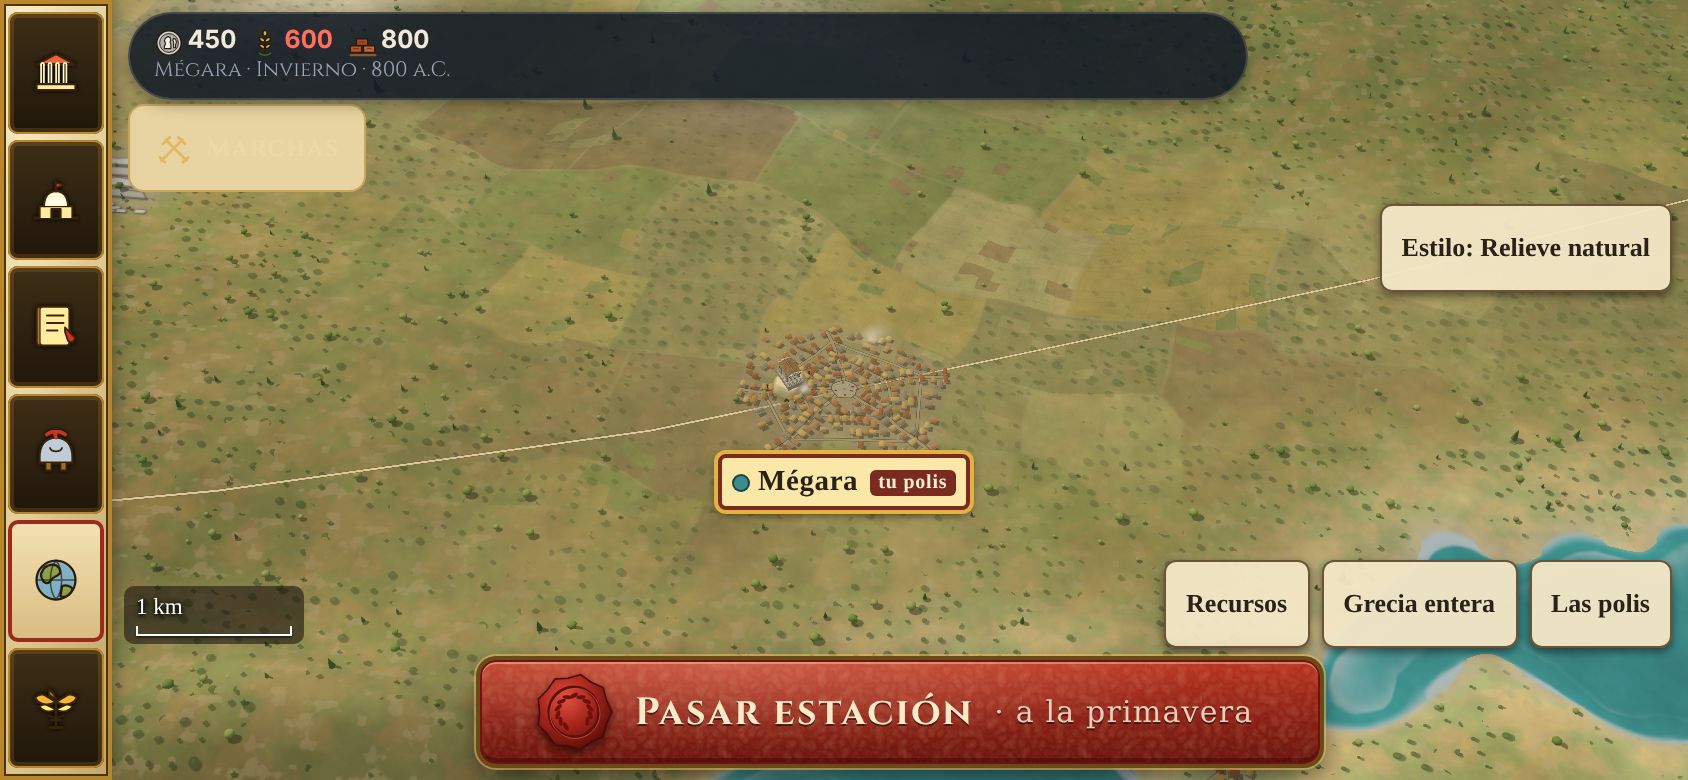 450 600 800
Mégara · Invierno · 800 a.C.
Marchas
Estilo: Relieve natural
Mégara tu polis
1 km
Recursos Grecia entera Las polis
Pasar estación · a la primavera